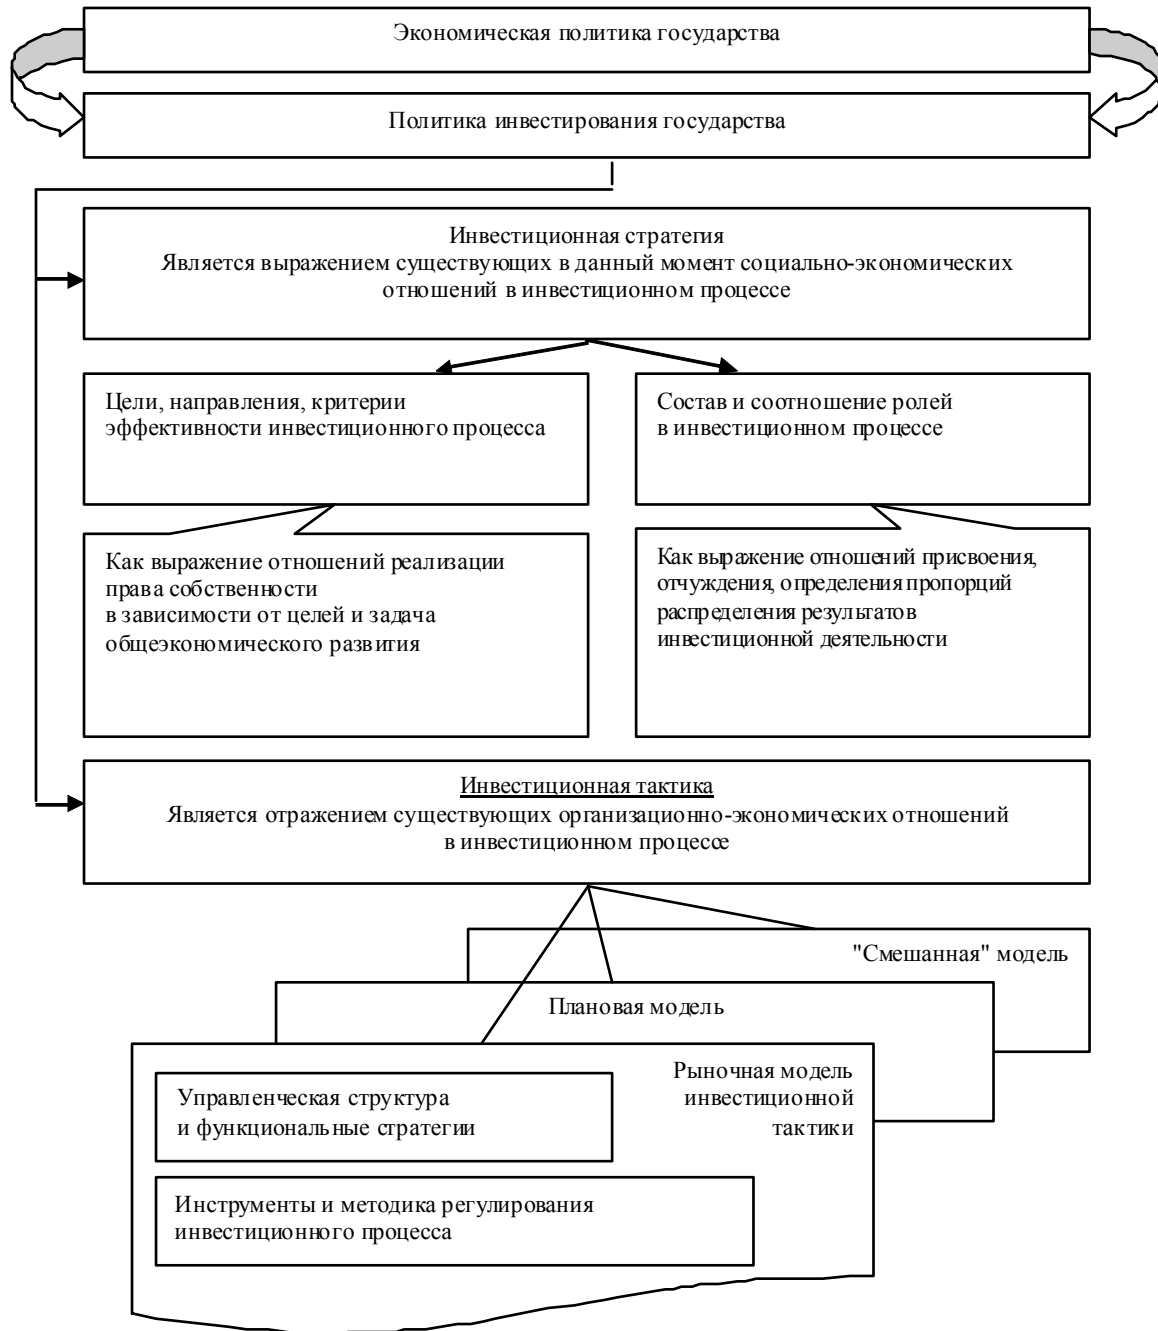 Экономическая политика государства
Политика инвестирования государства
Инвестиционная стратегия
Является выражением существующих в данный момент социально-экономических
отношений в инвестиционном процессе
Цели, направления, критерии
эффективности инвестиционного процесса
Состав и соотношение ролей
в инвестиционном процессе
Как выражение отношений реализации
права собственности
в зависимости от целей и задача
общеэкономического развития
Как выражение отношений присвоения,
отчуждения, определения пропорций
распределения результатов
инвестиционной деятельности
Инвестиционная тактика
Является отражением существующих организационно-экономических отношений
в инвестиционном процессе
"Смешанная" модель
Плановая модель
Рыночная модель
инвестиционной
тактики
Управленческая структура
и функциональные стратегии
Инструменты и методика регулирования
инвестиционного процесса